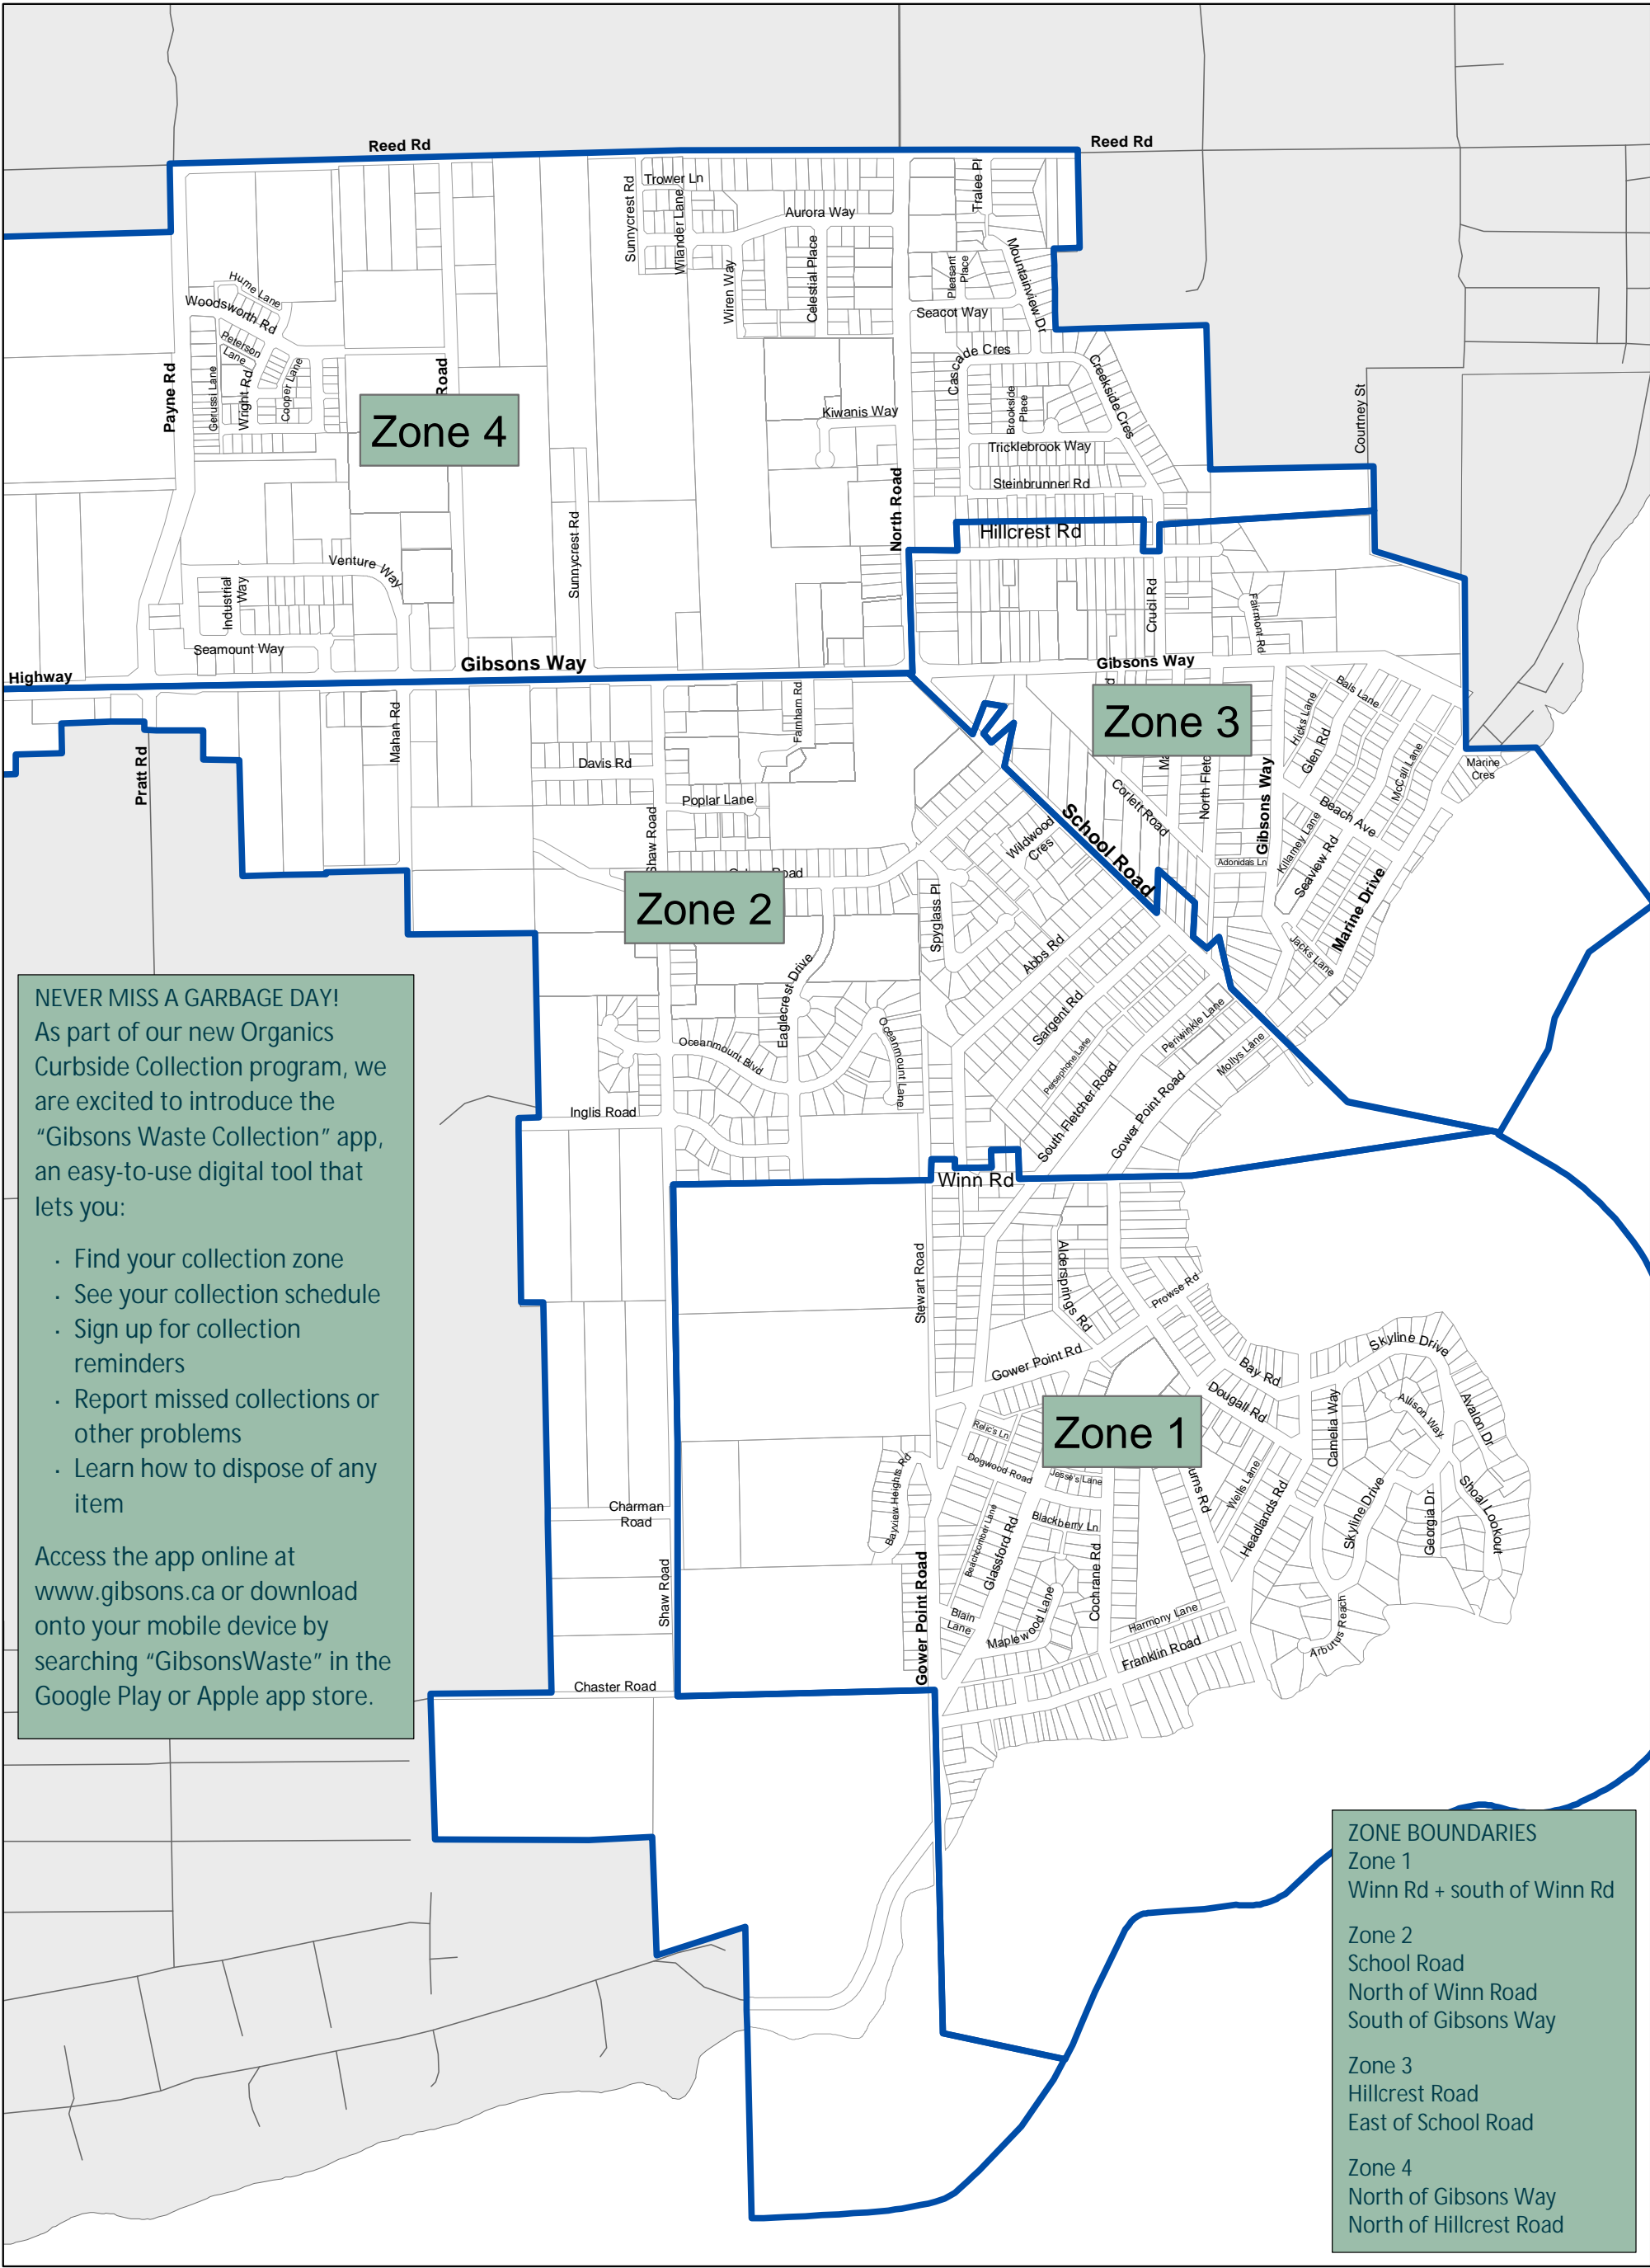 Reed Rd
Reed Rd
Trower Ln
Sunnycrest Rd
Wilander Lane
Aurora Way
Tralee Pl
Wiren Way
Celestial Place
Pleasant
Place
Mountainview Dr
Hume Lane
Woodsworth Rd
Peterson
Lane
Gerussi Lane
Wright Rd
Cooper Lane
Payne Rd
Road
Zone 4
Seacot Way
Cascade Cres
Creekside Cres
Brookside
Place
Kiwanis Way
Tricklebrook Way
Steinbrunner Rd
Courtney St
North Road
Sunnycrest Rd
Hillcrest Rd
Venture Way
Industrial
Way
Seamount Way
Crucil Rd
Fairmont Rd
Highway
Gibsons Way
Gibsons Way
Zone 3
Mahan Rd
Pratt Rd
Farnham Rd
Davis Rd
Poplar Lane
Shaw Road
Road
Zone 2
Hicks Lane
Bals Lane
Glen Rd
McCall Lane
Marine
Cres
Corlett Road
North Fletc
Gibsons Way
Beach Ave
Killarney Lane
Seaview Rd
Adonidas Ln
Marine Drive
Jacks Lane
School Road
Wildwood
Cres
Spyglass Pl
Abbs Rd
Sargent Rd
Persephone Lane
Periwinkle Lane
Mollys Lane
South Fletcher Road
Gower Point Road
Eaglecrest Drive
Oceanmount Blvd
Oceanmount Lane
Inglis Road
Winn Rd
NEVER MISS A GARBAGE DAY!
As part of our new Organics
Curbside Collection program, we
are excited to introduce the
“Gibsons Waste Collection” app,
an easy-to-use digital tool that
lets you:
· Find your collection zone
· See your collection schedule
· Sign up for collection
reminders
· Report missed collections or
other problems
· Learn how to dispose of any
item
Access the app online at
www.gibsons.ca or download
onto your mobile device by
searching “GibsonsWaste” in the
Google Play or Apple app store.
Stewart Road
Aldersprings Rd
Prowse Rd
Gower Point Rd
Bay Rd
Dougall Rd
Skyline Drive
Allison Way
Avalon Dr
Camelia Way
Zone 1
Relic's Ln
Dogwood Road
Jesse's Lane
Bayview Heights Rd
Beachcomber Lane
Glassford Rd
Blackberry Ln
urns Rd
Wells Lane
Headlands Rd
Skyline Drive
Georgia Dr
Shoal Lookout
Charman
Road
Shaw Road
Gower Point Road
Cochrane Rd
Blain
Lane
Maplewood Lane
Harmony Lane
Franklin Road
Arbutus Reach
Chaster Road
ZONE BOUNDARIES
Zone 1
Winn Rd + south of Winn Rd
Zone 2
School Road
North of Winn Road
South of Gibsons Way
Zone 3
Hillcrest Road
East of School Road
Zone 4
North of Gibsons Way
North of Hillcrest Road